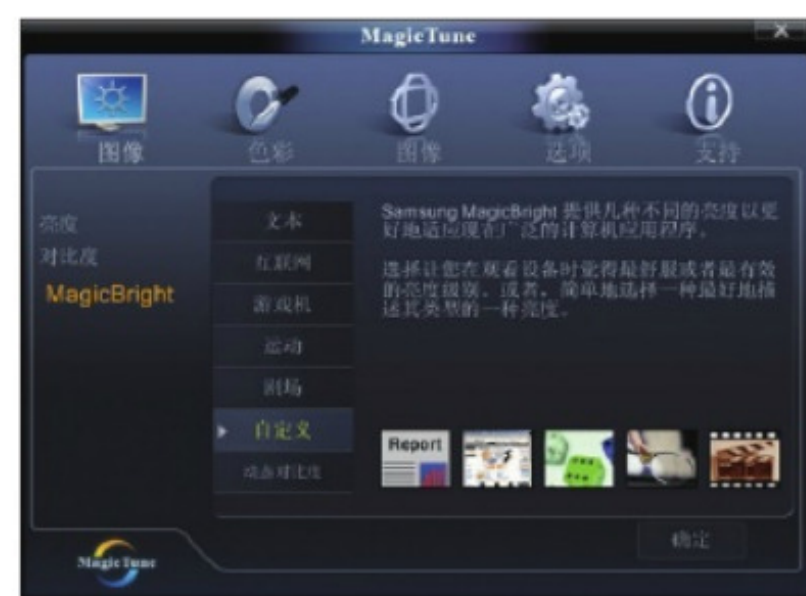 MagicTune
X
图像 色彩 图像 选项 支持
亮度
对比度
MagicBright
文本
互联网
游戏机
运动
剧场
自定义
动态对比度
Samsung MagicBright 提供几种不同的亮度以更
好地适应现在广泛的计算机应用程序。
选择让您在观看设备时觉得最舒服或者最有效
的亮度级别。或者，简单地选择一种最好地描
述其类型的一种亮度。
Report
确定
MagicTune